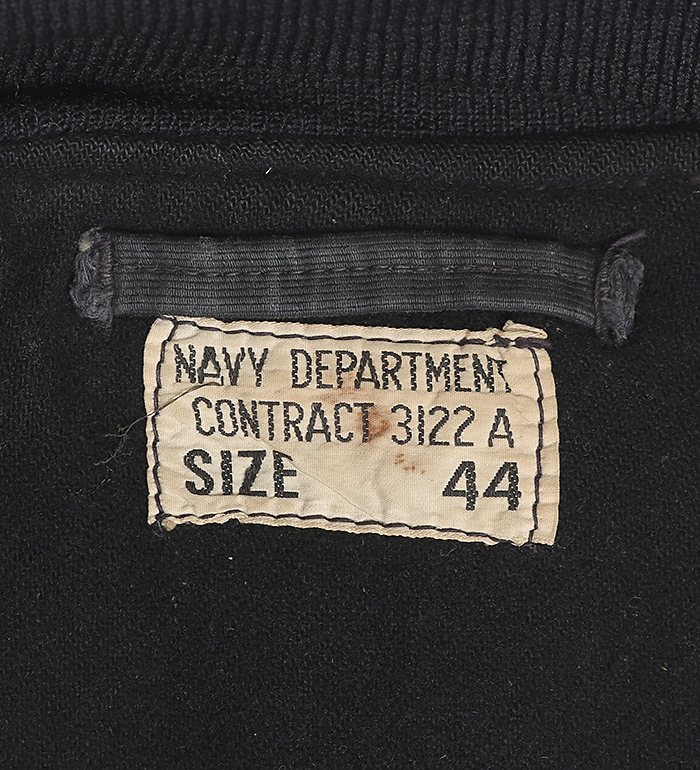 NAVY DEPARTMENT
CONTRACT 3122 A
SIZE 44